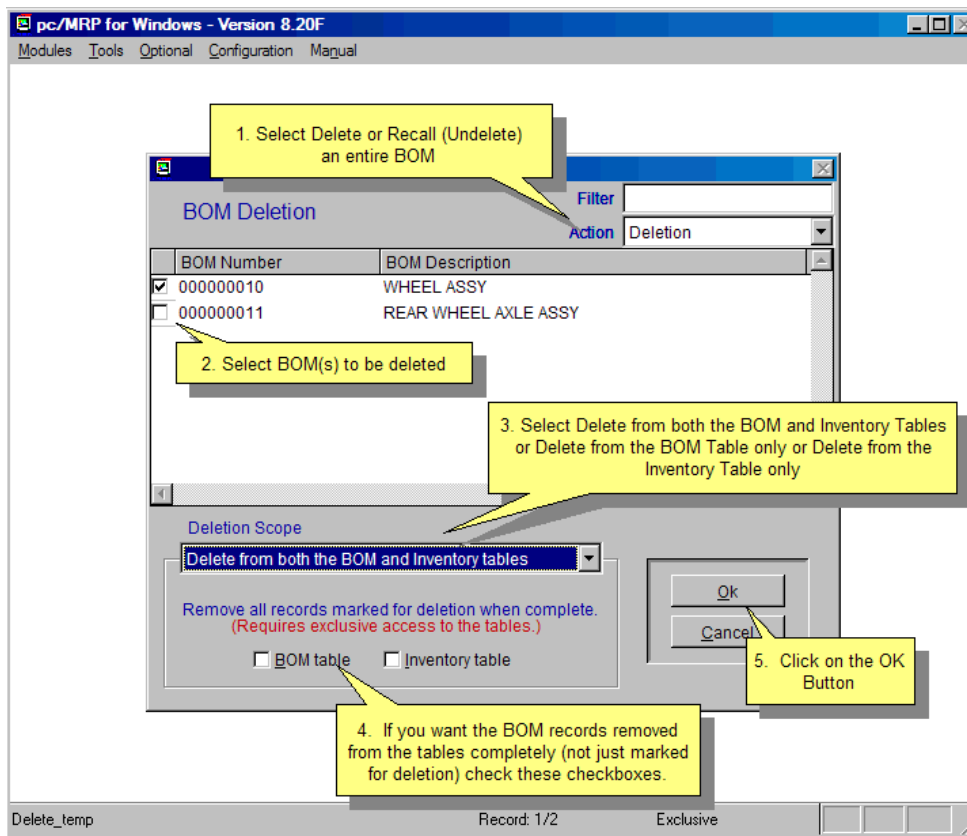 pc/MRP for Windows - Version 8.20F
Modules Tools Optional Configuration Manual
1. Select Delete or Recall (Undelete)
an entire BOM
BOM Deletion
Filter
Action Deletion
BOM Number BOM Description
000000010 WHEEL ASSY
000000011 REAR WHEEL AXLE ASSY
2. Select BOM(s) to be deleted
3. Select Delete from both the BOM and Inventory Tables
or Delete from the BOM Table only or Delete from the
Inventory Table only
Deletion Scope
Delete from both the BOM and Inventory tables
Remove all records marked for deletion when complete.
(Requires exclusive access to the tables.)
BOM table Inventory table
Ok
Cancel
5. Click on the OK
Button
4. If you want the BOM records removed
from the tables completely (not just marked
for deletion) check these checkboxes.
Delete_temp Record: 1/2 Exclusive